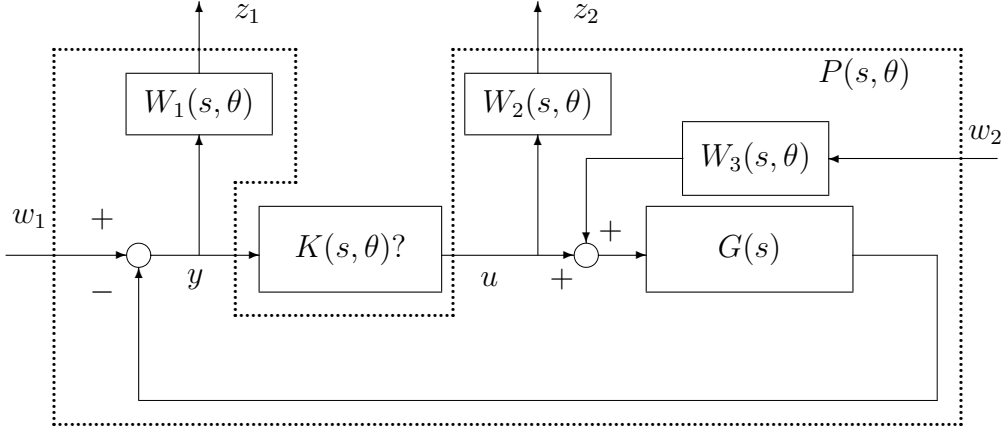 z₁
z₂
P(s, θ)
W₁(s, θ)
W₂(s, θ)
w₂
W₃(s, θ)
w₁
+
+
K(s, θ)?
G(s)
−
y
u
+